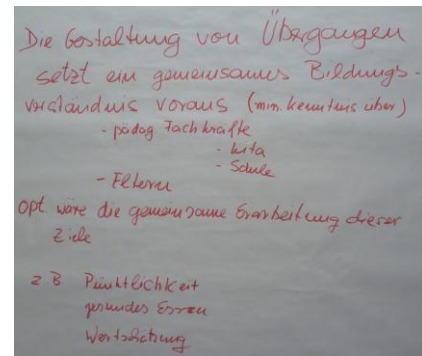 Die Gestaltung von Übergangen
setzt ein gemeinsames Bildungs-
verständnis voraus (min. kenntnis über)
- pädag Fachkräfte
- Kita
- Schule
- Eltern
opt. wäre die gemeinsame Erarbeitung dieser
Ziele
z B Pünktlichkeit
gesundes Essen
Wertschätzung